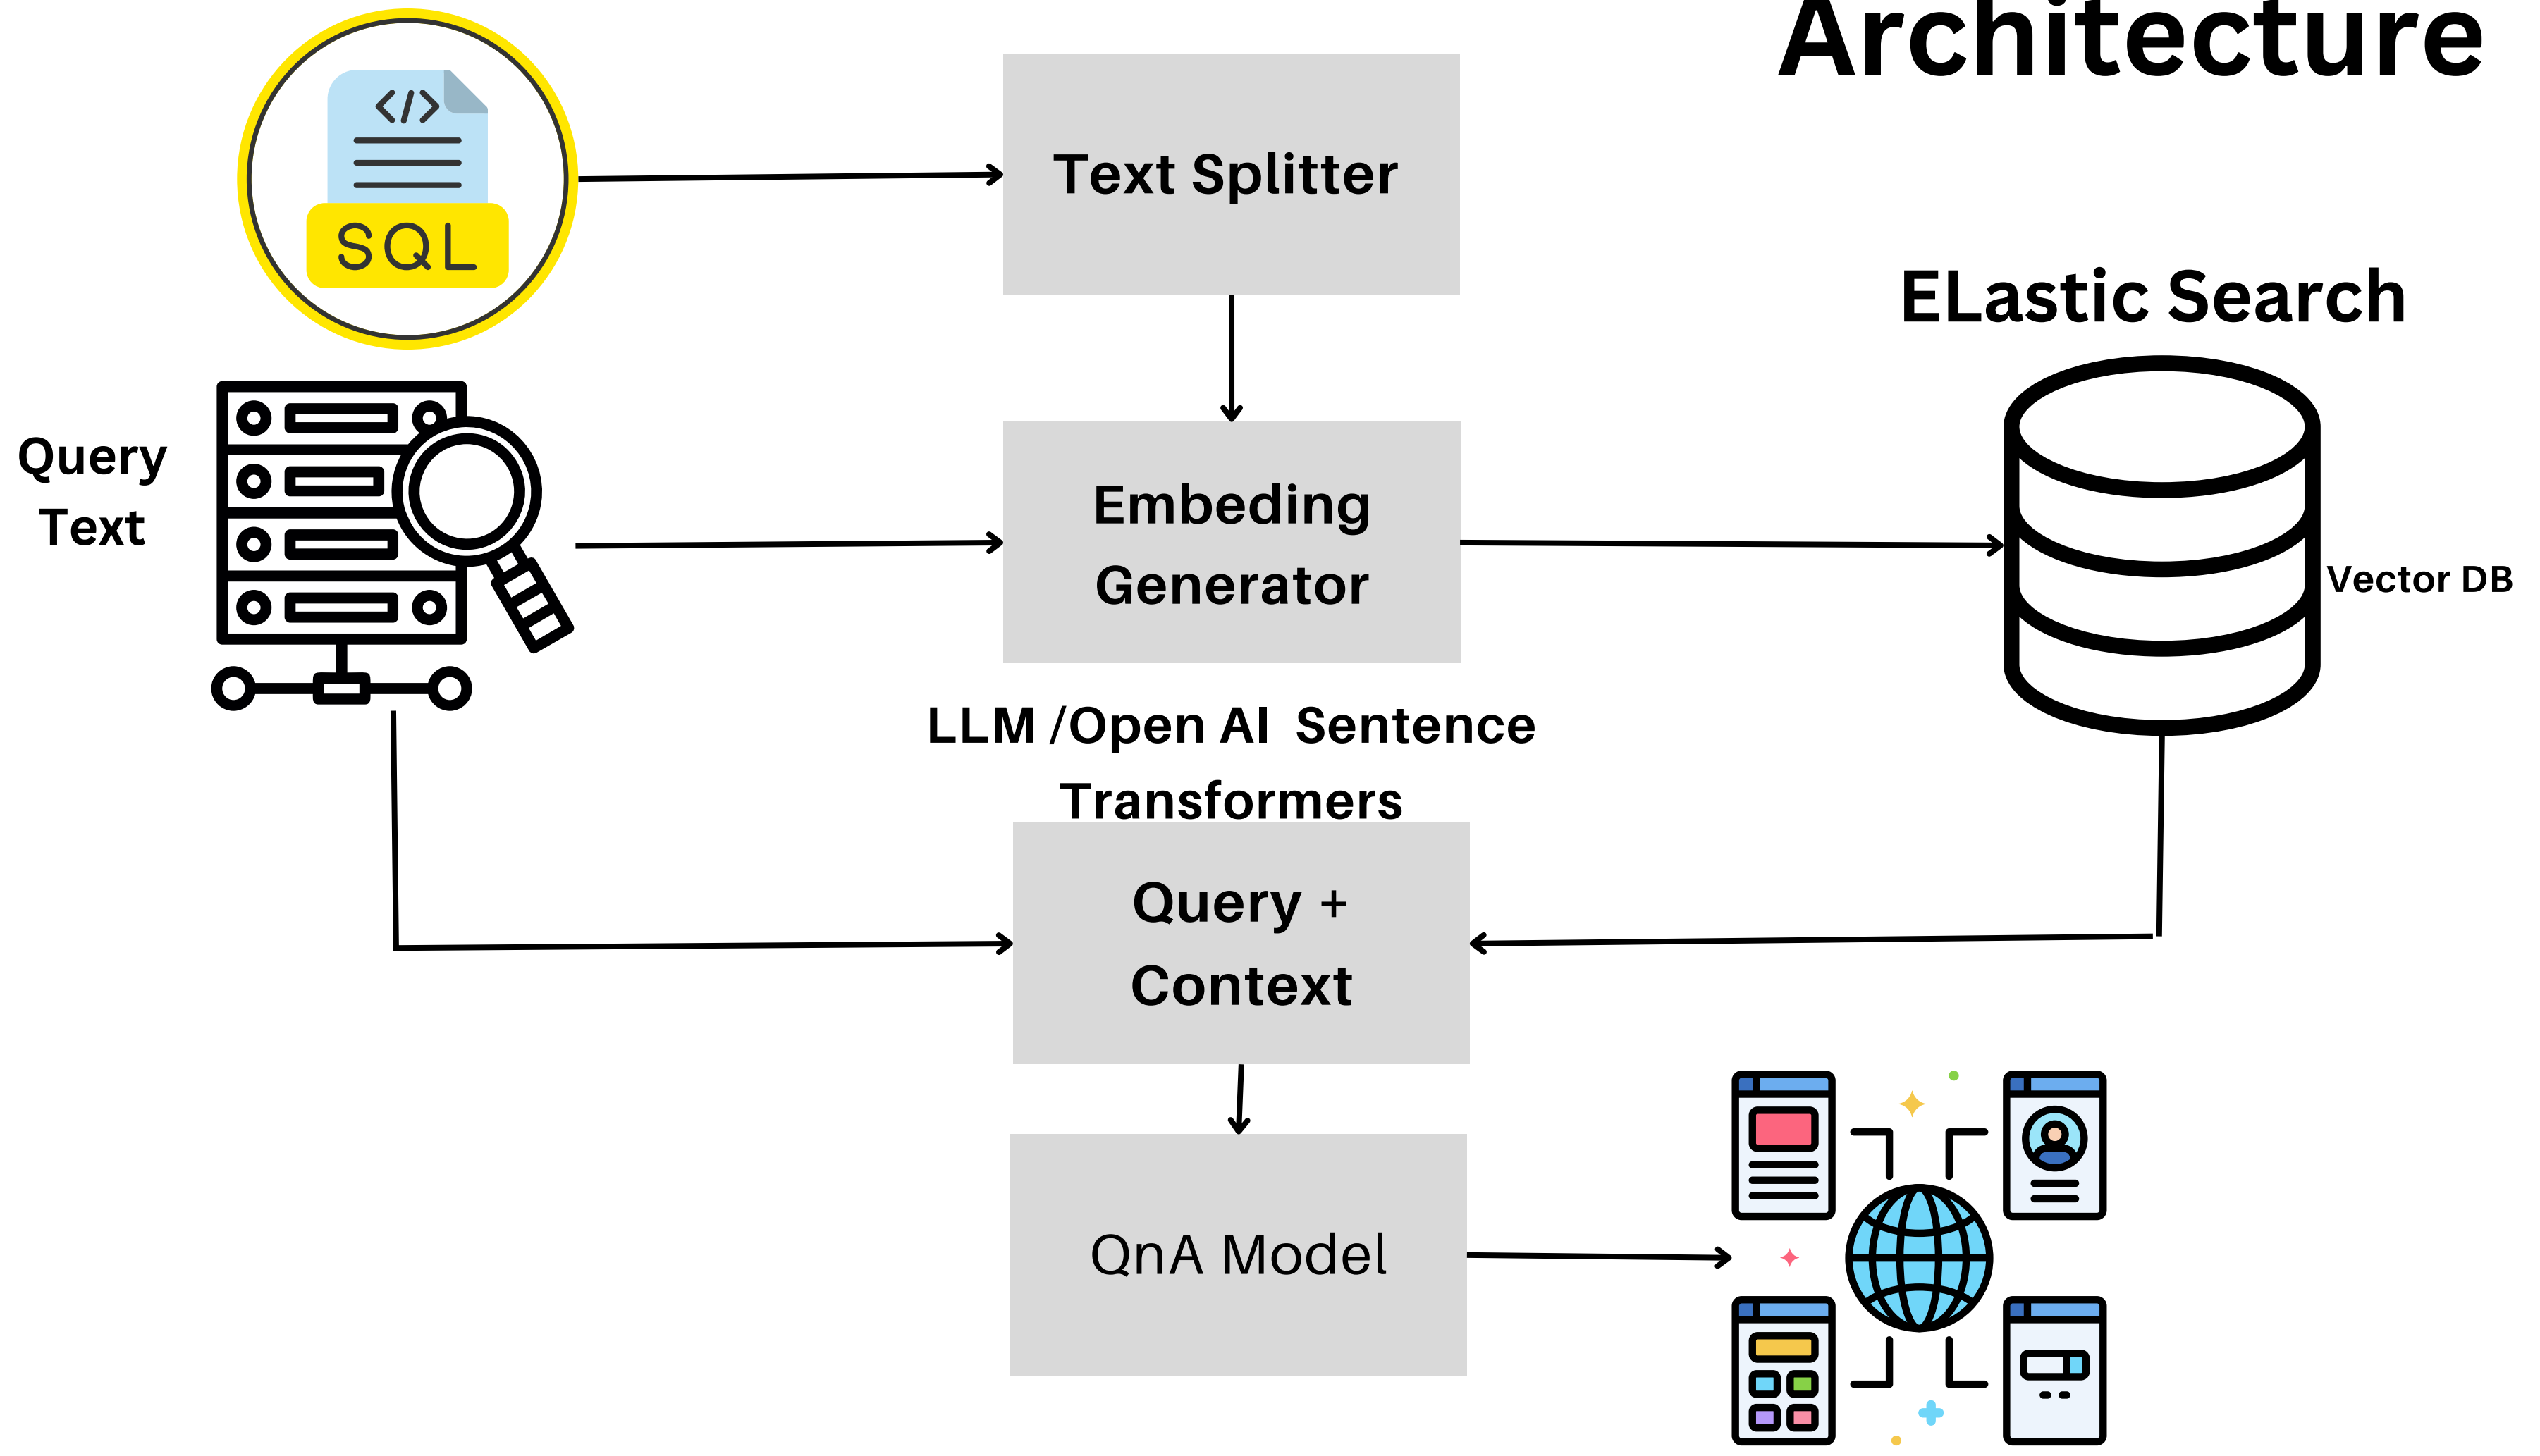 Architecture
</>
SQL
Text Splitter
ELastic Search
Query
Text
Embeding
Generator
Vector DB
LLM /Open AI  Sentence
Transformers
Query +
Context
QnA Model